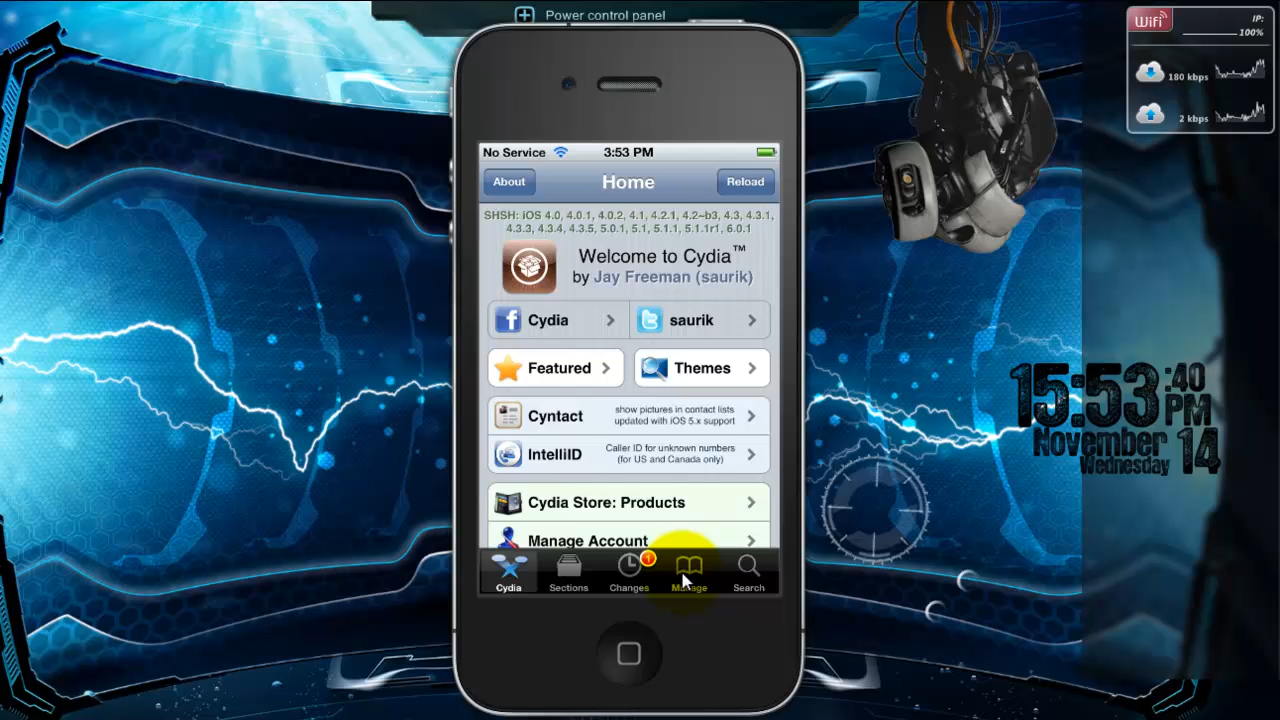 Power control panel
Wifi
IP:
100%
180 kbps
2 kbps
No Service 3:53 PM
About Home Reload
SHSH: iOS 4.0, 4.0.1, 4.0.2, 4.1, 4.2.1, 4.2~b3, 4.3, 4.3.1,
4.3.3, 4.3.4, 4.3.5, 5.0.1, 5.1, 5.1.1, 5.1.1r1, 6.0.1
Welcome to Cydia™
by Jay Freeman (saurik)
Cydia saurik
Featured Themes
Cyntact show pictures in contact lists
updated with iOS 5.x support
IntelliID Caller ID for unknown numbers
(for US and Canada only)
Cydia Store: Products
Manage Account
1
Cydia Sections Changes Manage Search
15:53:40
PM
November 14
Wednesday